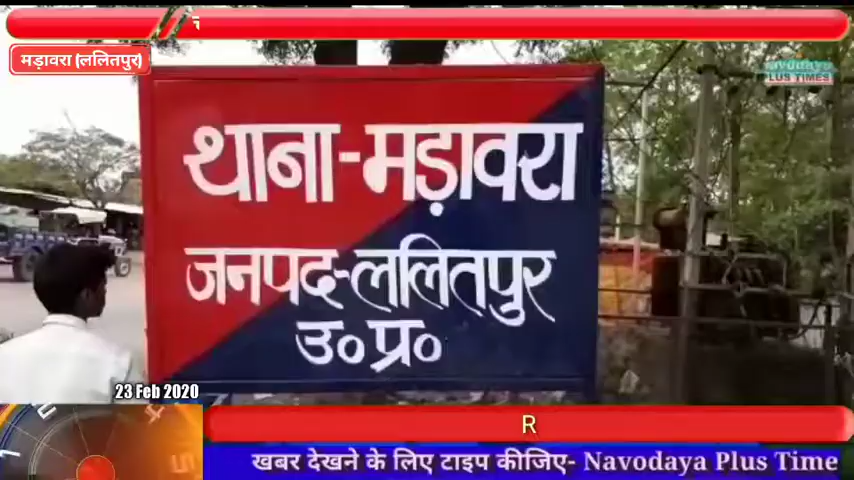 मड़ावरा (ललितपुर)
Navodaya
PLUS TIMES
थाना-मड़ावरा
जनपद-ललितपुर
उ० प्र०
23 Feb 2020
R
खबर देखने के लिए टाइप कीजिए- Navodaya Plus Time